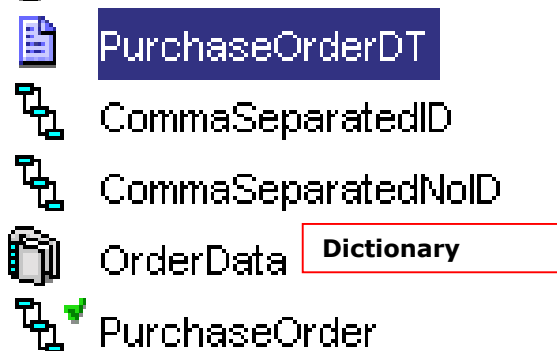 PurchaseOrderDT
CommaSeparatedID
CommaSeparatedNoID
OrderData Dictionary
PurchaseOrder